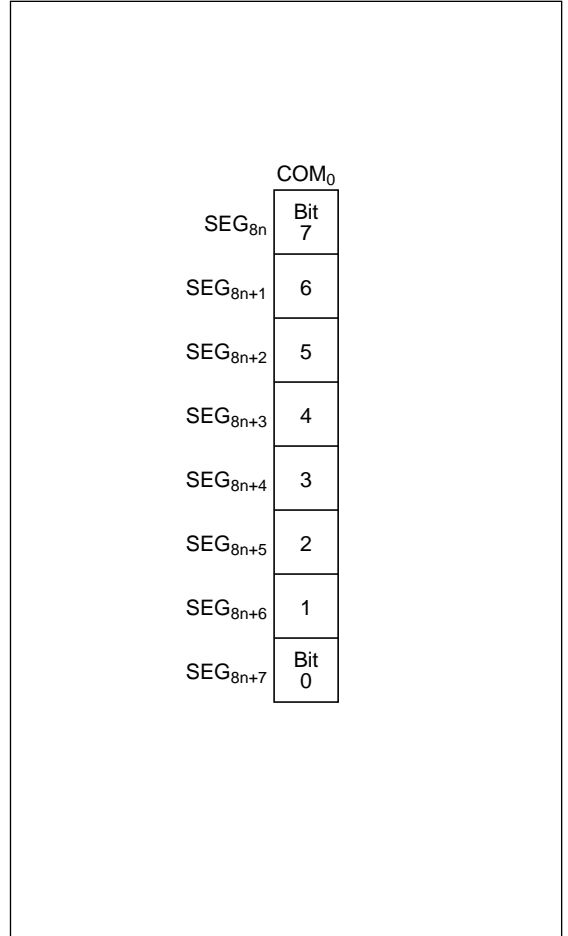 COM₀
SEG₈ₙ Bit 7
SEG₈ₙ₊₁ 6
SEG₈ₙ₊₂ 5
SEG₈ₙ₊₃ 4
SEG₈ₙ₊₄ 3
SEG₈ₙ₊₅ 2
SEG₈ₙ₊₆ 1
SEG₈ₙ₊₇ Bit 0